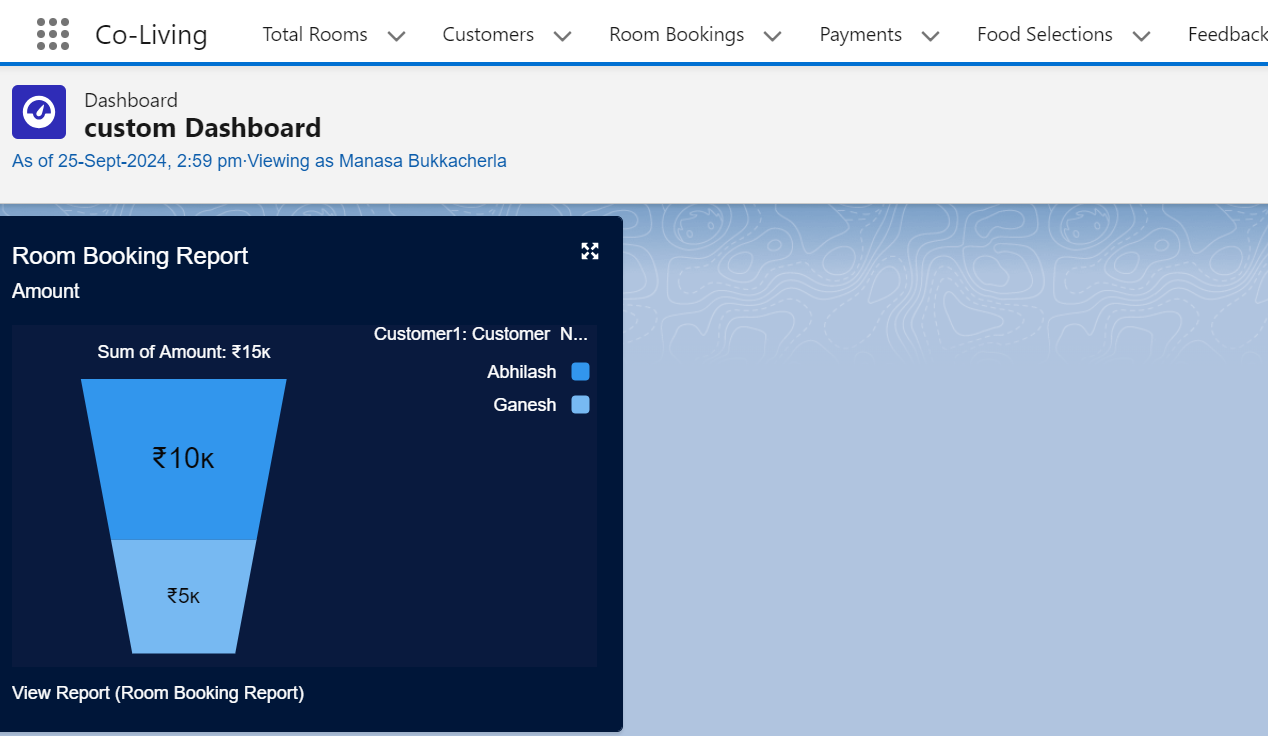 Co-Living Total Rooms Customers Room Bookings Payments Food Selections Feedback
Dashboard
custom Dashboard
As of 25-Sept-2024, 2:59 pm·Viewing as Manasa Bukkacherla
Room Booking Report
Amount
Customer1: Customer N...
Sum of Amount: ₹15K
Abhilash
Ganesh
₹10K
₹5K
View Report (Room Booking Report)